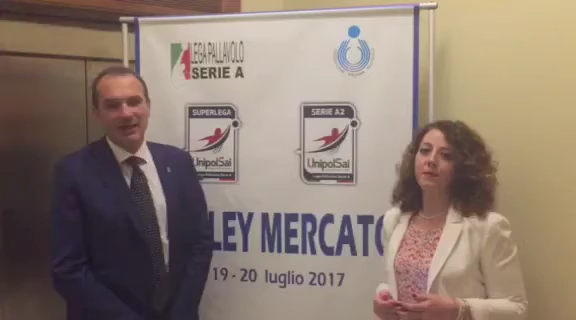 LEGA PALLAVOLO
SERIE A
SUPERLEGA
UnipolSai
SERIE A2
UnipolSai
LEY MERCATO
19 - 20 luglio 2017